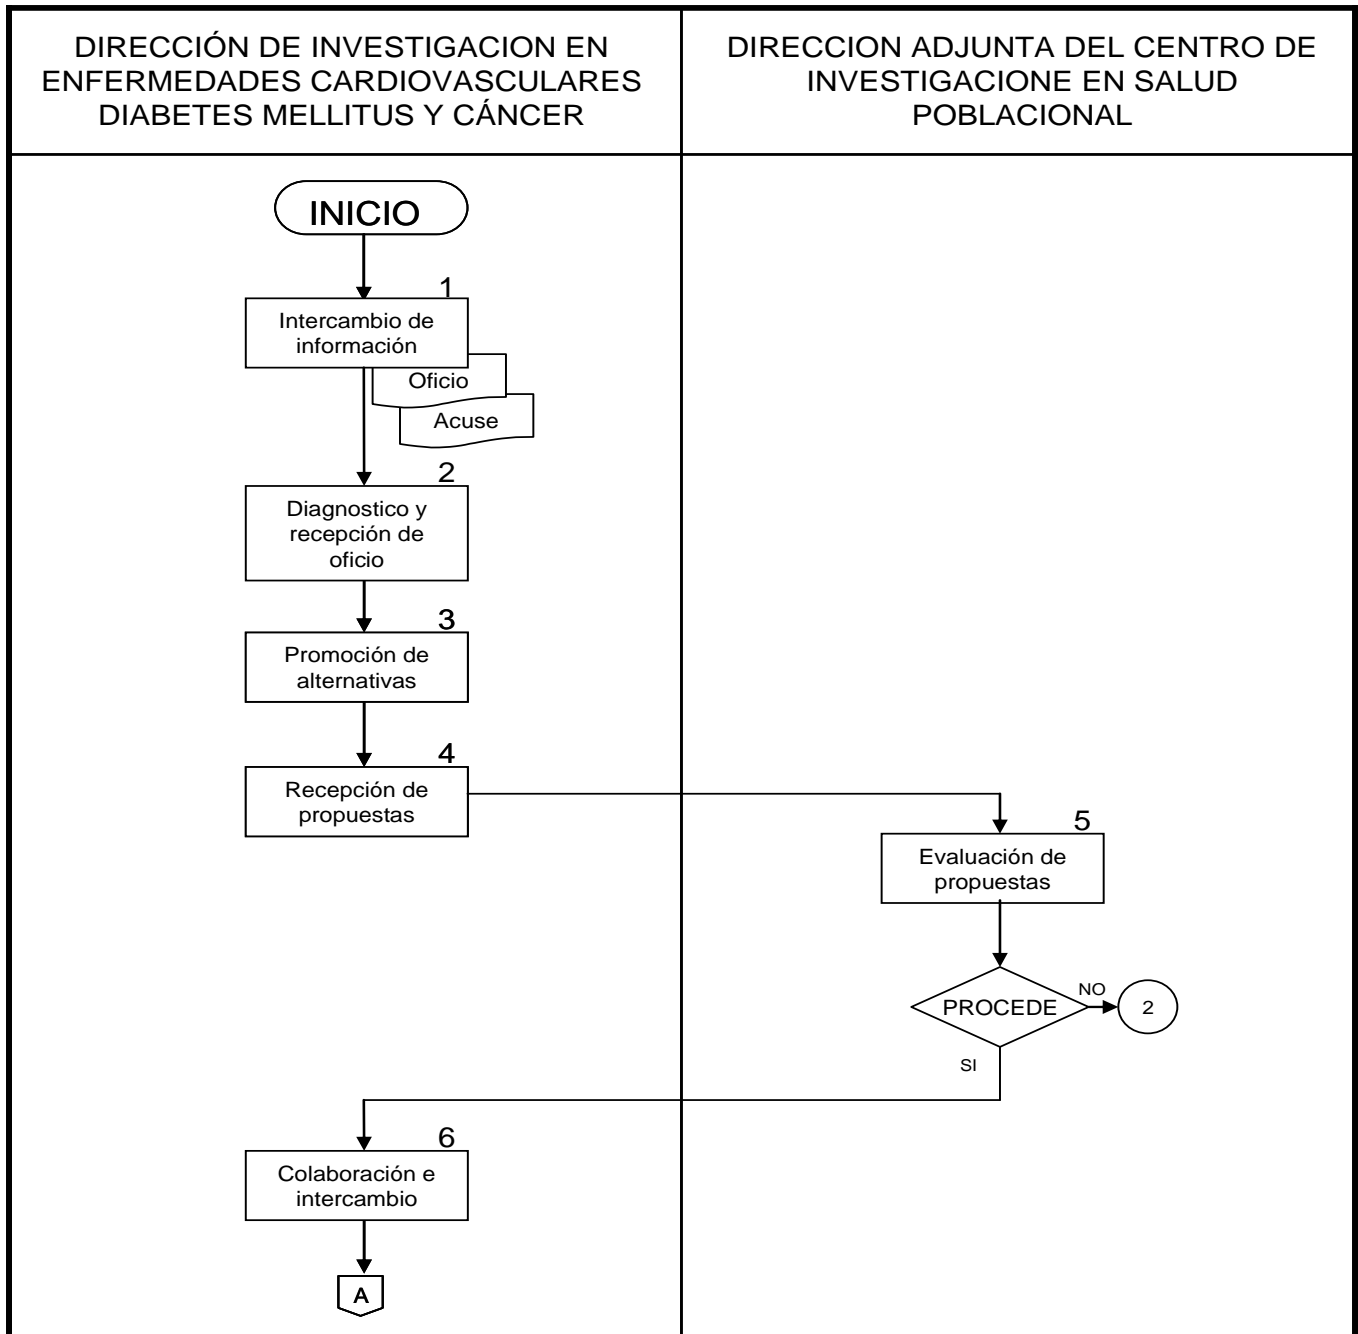 DIRECCIÓN DE INVESTIGACION EN
ENFERMEDADES CARDIOVASCULARES
DIABETES MELLITUS Y CÁNCER
DIRECCION ADJUNTA DEL CENTRO DE
INVESTIGACIONE EN SALUD
POBLACIONAL
INICIO
1
Intercambio de
información
Oficio
Acuse
2
Diagnostico y
recepción de
oficio
3
Promoción de
alternativas
4
Recepción de
propuestas
5
Evaluación de
propuestas
PROCEDE
NO
2
SI
6
Colaboración e
intercambio
A